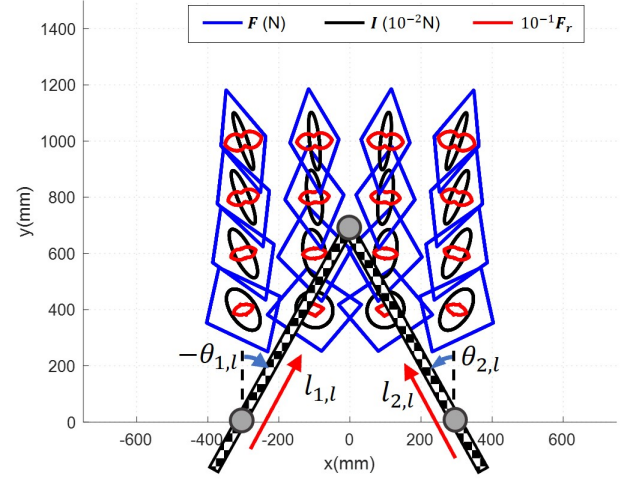 F (N) I (10⁻²N) 10⁻¹Fᵣ
1400
1200
1000
800
600
400
200
0
y(mm)
−θ₁,ₗ
l₁,ₗ
l₂,ₗ
θ₂,ₗ
-600 -400 -200 0 200 400 600
x(mm)